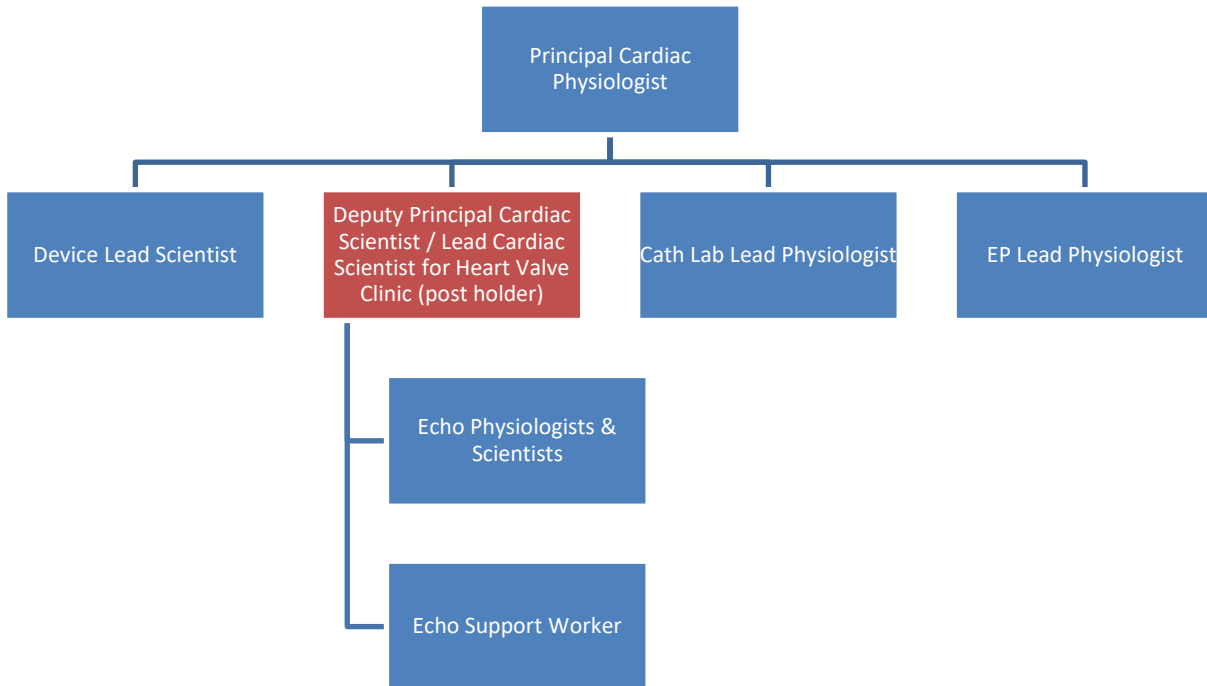 Principal Cardiac
Physiologist
Device Lead Scientist
Deputy Principal Cardiac
Scientist / Lead Cardiac
Scientist for Heart Valve
Clinic (post holder)
Cath Lab Lead Physiologist
EP Lead Physiologist
Echo Physiologists &
Scientists
Echo Support Worker